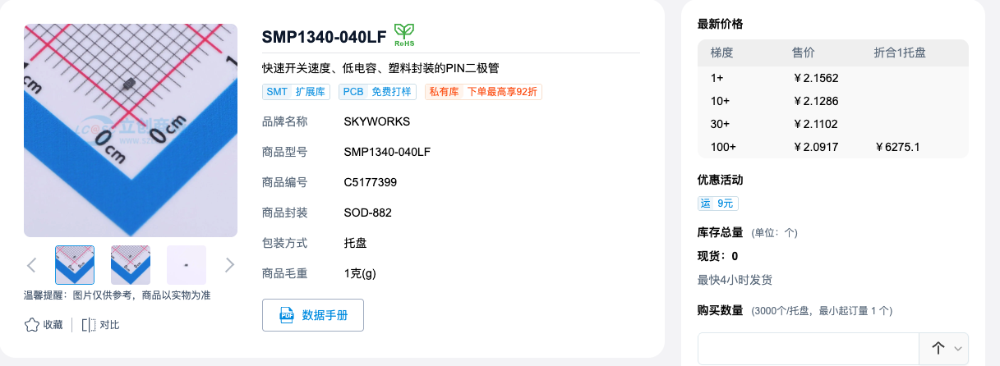 SMP1340-040LF
RoHS
快速开关速度、低电容、塑料封装的PIN二极管
SMT 扩展库 PCB 免费打样 私有库 下单最高享92折
品牌名称 SKYWORKS
商品型号 SMP1340-040LF
商品编号 C5177399
商品封装 SOD-882
包装方式 托盘
商品毛重 1克(g)
PDF 数据手册
1cm
1
0cm
0cm
立创商
温馨提醒：图片仅供参考，商品以实物为准
收藏 对比
最新价格
梯度 售价 折合1托盘
1+ ￥2.1562
10+ ￥2.1286
30+ ￥2.1102
100+ ￥2.0917 ￥6275.1
优惠活动
运 9元
库存总量 (单位：个)
现货：0
最快4小时发货
购买数量 (3000个/托盘，最小起订量 1 个)
个